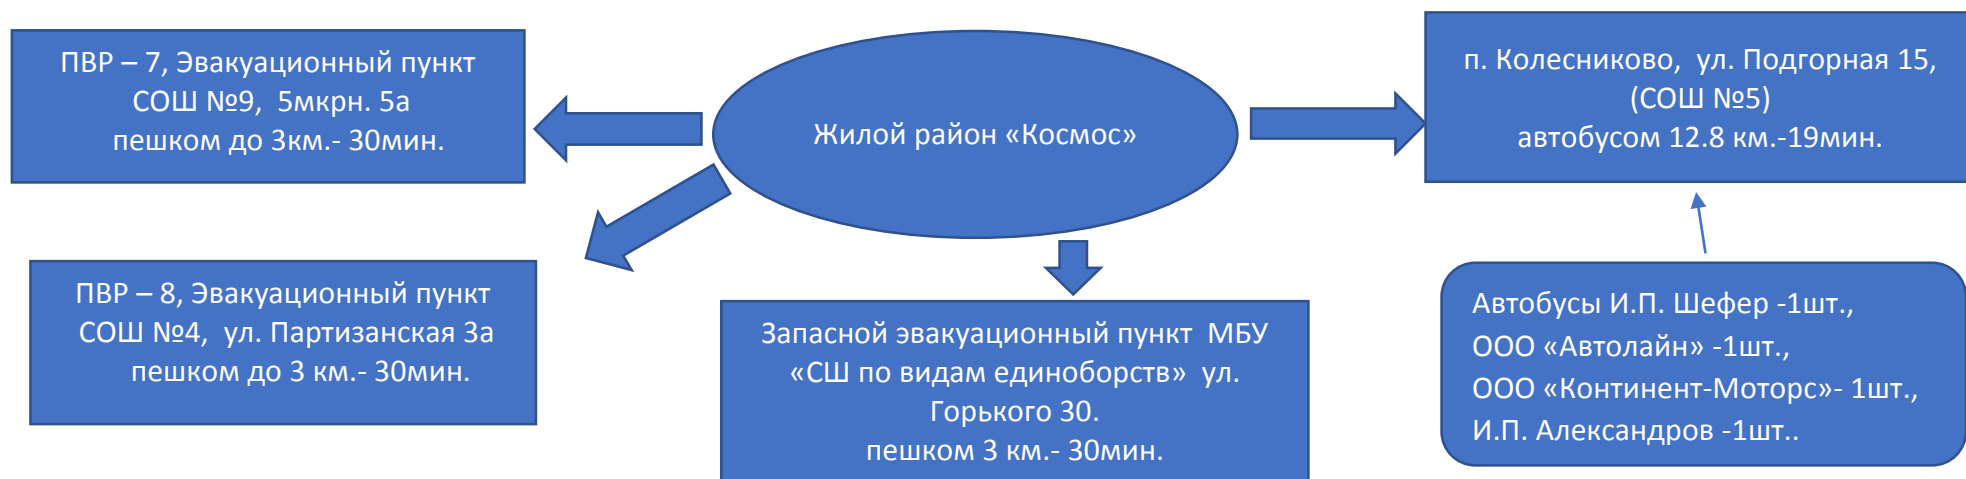 ПВР – 7, Эвакуационный пункт
СОШ №9, 5мкрн. 5а
пешком до 3км.- 30мин.
Жилой район «Космос»
п. Колесниково, ул. Подгорная 15,
(СОШ №5)
автобусом 12.8 км.-19мин.
ПВР – 8, Эвакуационный пункт
СОШ №4, ул. Партизанская 3а
пешком до 3 км.- 30мин.
Запасной эвакуационный пункт МБУ
«СШ по видам единоборств» ул.
Горького 30.
пешком 3 км.- 30мин.
Автобусы И.П. Шефер -1шт.,
ООО «Автолайн» -1шт.,
ООО «Континент-Моторс»- 1шт.,
И.П. Александров -1шт..